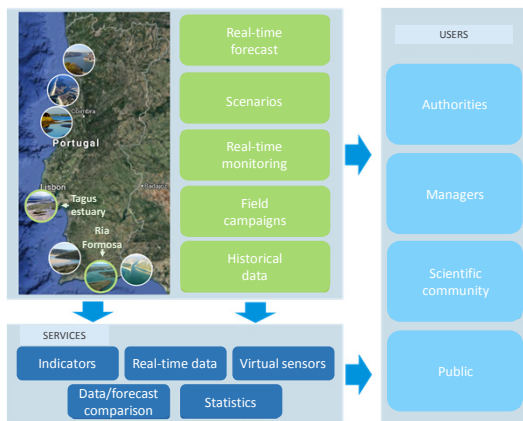 Coimbra
Portugal
Lisbon
Badajoz
Tagus
estuary
Ria
Formosa
Real-time
forecast
Scenarios
Real-time
monitoring
Field
campaigns
Historical
data
USERS
Authorities
Managers
Scientific
community
Public
SERVICES
Indicators
Real-time data
Virtual sensors
Data/forecast
comparison
Statistics